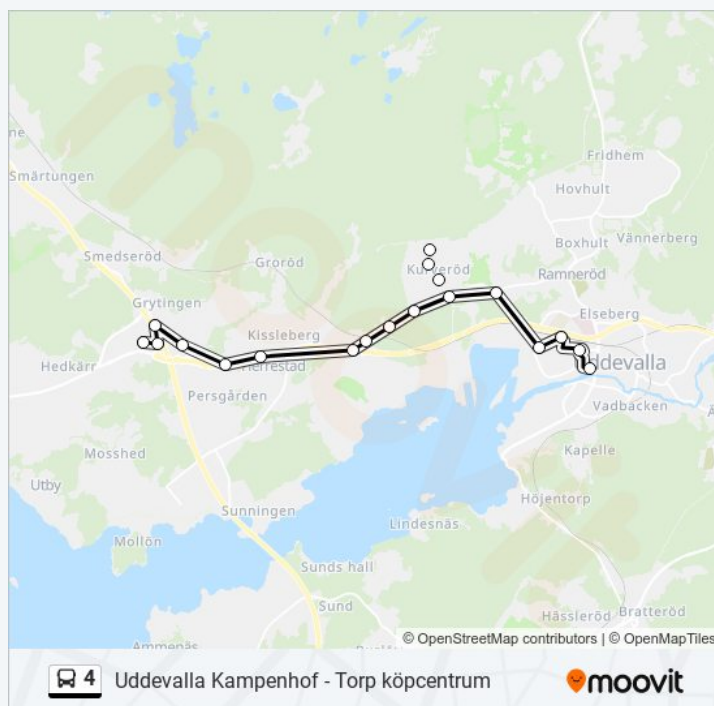 Fridhem
Smärtungen
Hovhult
Boxhult
Vännerberg
Smedseröd
Groröd
Kurveröd
Ramneröd
Grytingen
Elseberg
Kissleberg
Hedkärr
Herrestad
Uddevalla
Persgården
Vadbacken
Mosshed
Kapelle
Utby
Höjentorp
Sunningen
Lindesnäs
Mollön
Sunds hall
Sund
Hässleröd
Bratteröd
Ammenäs
© OpenStreetMap contributors | © OpenMapTiles
4 Uddevalla Kampenhof - Torp köpcentrum moovit